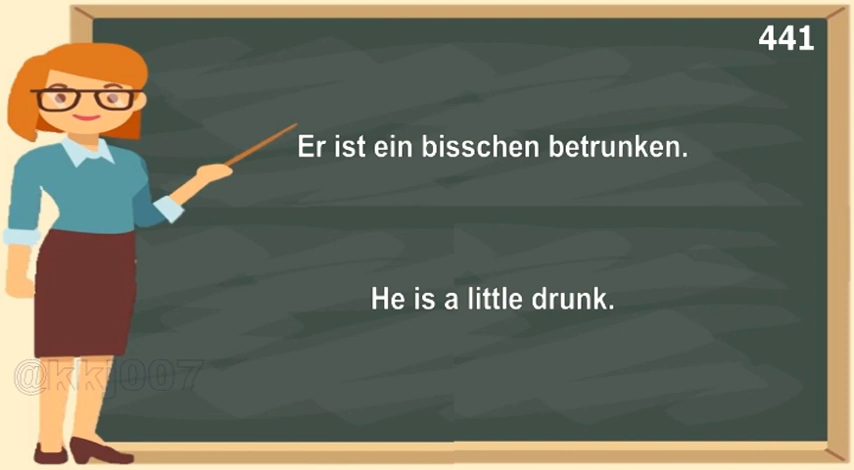 441
Er ist ein bisschen betrunken.
He is a little drunk.
@kkj007